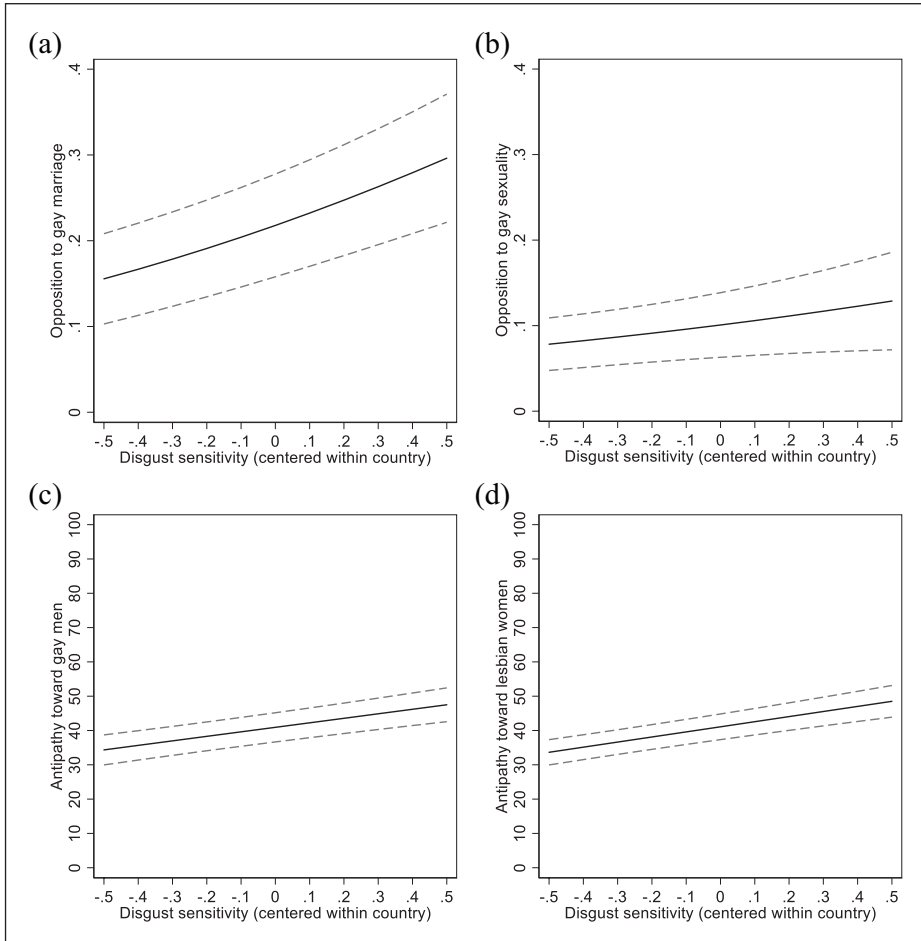 (a)
Opposition to gay marriage
0 .1 .2 .3 .4
-.5 -.4 -.3 -.2 -.1 0 .1 .2 .3 .4 .5
Disgust sensitivity (centered within country)
(b)
Opposition to gay sexuality
0 .1 .2 .3 .4
-.5 -.4 -.3 -.2 -.1 0 .1 .2 .3 .4 .5
Disgust sensitivity (centered within country)
(c)
Antipathy toward gay men
0 10 20 30 40 50 60 70 80 90 100
-.5 -.4 -.3 -.2 -.1 0 .1 .2 .3 .4 .5
Disgust sensitivity (centered within country)
(d)
Antipathy toward lesbian women
0 10 20 30 40 50 60 70 80 90 100
-.5 -.4 -.3 -.2 -.1 0 .1 .2 .3 .4 .5
Disgust sensitivity (centered within country)